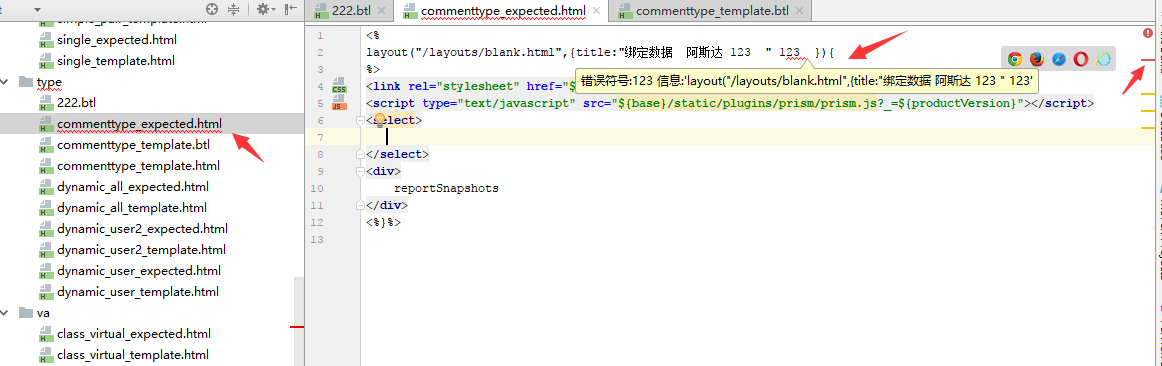 t
simple_pair_template.html
single_expected.html
single_template.html
type
222.btl
commenttype_expected.html
commenttype_template.btl
commenttype_template.html
dynamic_all_expected.html
dynamic_all_template.html
dynamic_user2_expected.html
dynamic_user2_template.html
dynamic_user_expected.html
dynamic_user_template.html
va
class_virtual_expected.html
class_virtual_template.html
222.btl
commenttype_expected.html
commenttype_template.btl
1 <%
2 layout("/layouts/blank.html",{title:"绑定数据 阿斯达 123 " 123 }){
3 %>
错误符号:123 信息:'layout("/layouts/blank.html",{title:"绑定数据 阿斯达 123 " 123'
4 <link rel="stylesheet" href="$
5 <script type="text/javascript" src="${base}/static/plugins/prism/prism.js?_=${productVersion}"></script>
6 <select>
7
8 </select>
9 <div>
10 reportSnapshots
11 </div>
12 <%}%>
13